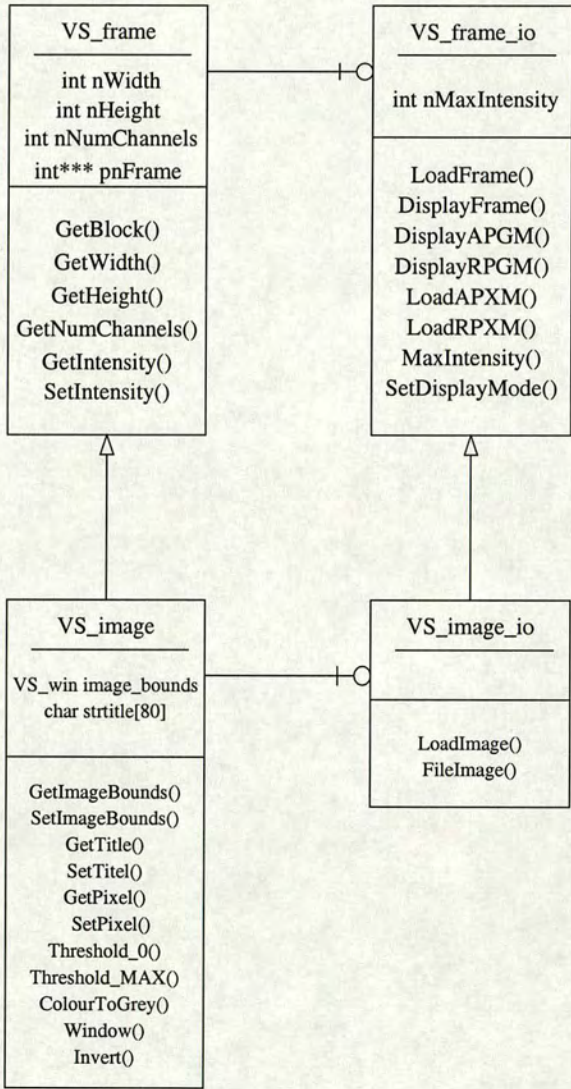 VS_frame
int nWidth
int nHeight
int nNumChannels
int*** pnFrame
GetBlock()
GetWidth()
GetHeight()
GetNumChannels()
GetIntensity()
SetIntensity()
VS_frame_io
int nMaxIntensity
LoadFrame()
DisplayFrame()
DisplayAPGM()
DisplayRPGM()
LoadAPXM()
LoadRPXM()
MaxIntensity()
SetDisplayMode()
VS_image
VS_win image_bounds
char strtitle[80]
GetImageBounds()
SetImageBounds()
GetTitle()
SetTitel()
GetPixel()
SetPixel()
Threshold_0()
Threshold_MAX()
ColourToGrey()
Window()
Invert()
VS_image_io
LoadImage()
FileImage()